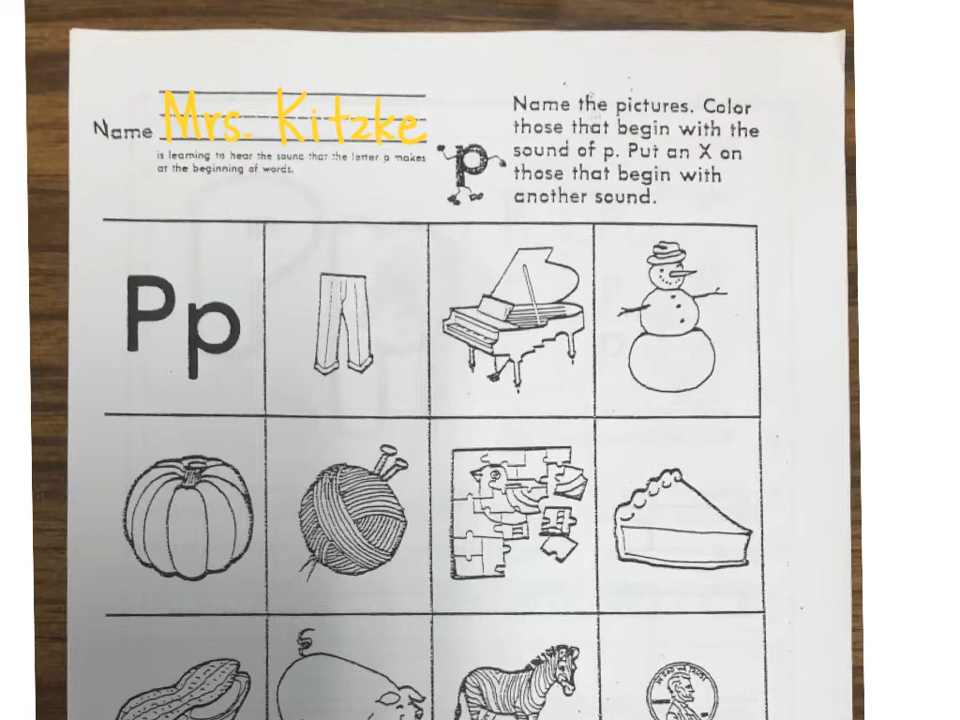 Name Mrs. Kitzke
is learning to hear the sound that the letter p makes
at the beginning of words.
p
Name the pictures. Color
those that begin with the
sound of p. Put an X on
those that begin with
another sound.
Pp